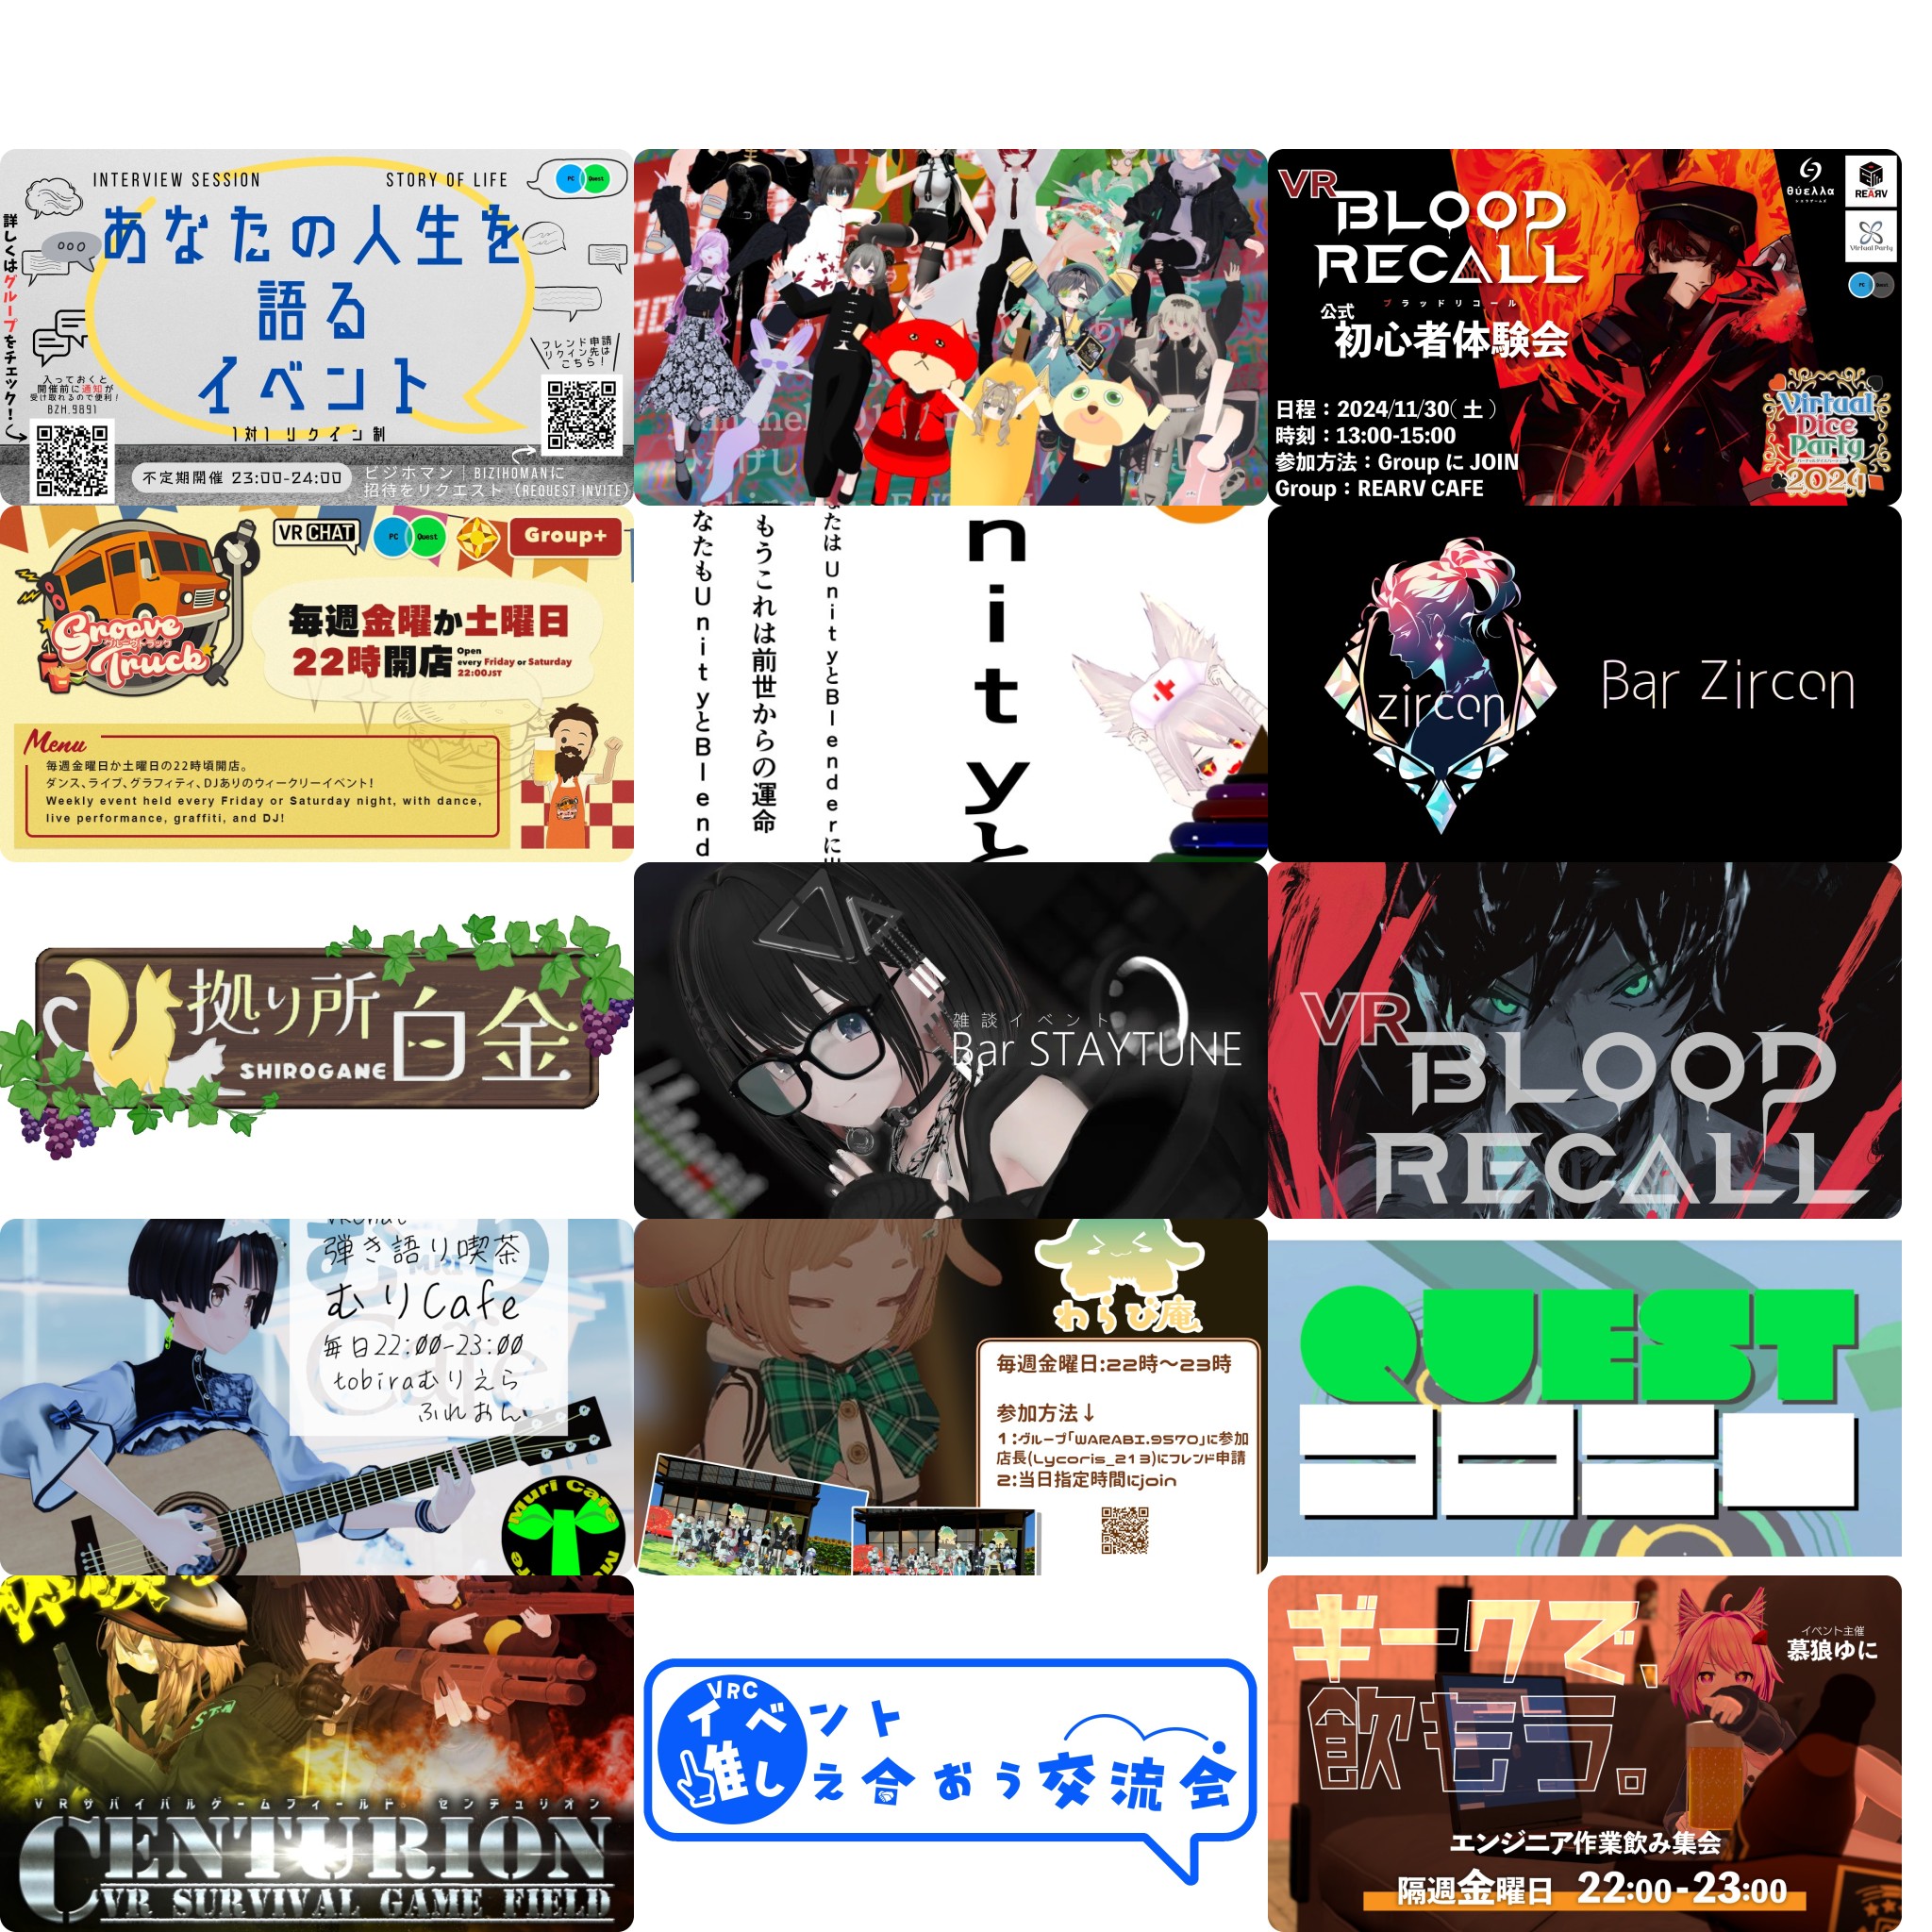 INTERVIEW SESSION
STORY OF LIFE
PC
Quest
あなたの人生を
語る
イベント
1対1リクイン制
詳しくはグループをチェック!
入っておくと
開催前に通知が
受け取れるので便利!
BZH.9891
フレンド申請
リクイン先は
こちら!
不定期開催 23:00-24:00
ビジホマン|BIZIHOMANに
招待をリクエスト (REQUEST INVITE)
VR
BLOOD
RECALL
ブラッドリコール
公式
初心者体験会
日程:2024/11/30(土)
時刻:13:00-15:00
参加方法:Group に JOIN
Group:REARV CAFE
θύελλα
REARV
Virtual Party
Virtual
Dice
Party
2024
Groove
グルーヴトラック
Truck
VRCHAT
PC
Quest
Group+
毎週金曜か土曜日
22時開店
Open
every Friday or Saturday
22:00JST
Menu
毎週金曜日か土曜日の22時頃開店。
ダンス、ライブ、グラフィティ、DJありのウィークリーイベント!
Weekly event held every Friday or Saturday night, with dance,
live performance, graffiti, and DJ!
nityと
たは UnityとBlenderに
もうこれは前世からの運命
なたもUnityとBlend
zircon
Bar Zircon
拠り所
白金
SHIROGANE
雑談イベント
Bar STAYTUNE
VR
BLOOD
RECALL
VRChat
弾き語り喫茶
むりCafe
毎日22:00-23:00
tobiraむりえら
ふれおん
Muri Cafe
わらび庵
毎週金曜日:22時～23時
参加方法↓
1:グループ「WARABI.9570」に参加
店長(Lycoris_213)にフレンド申請
2:当日指定時間にjoin
QUEST
VRサバイバルゲームフィールド センチュリオン
CENTURION
VR SURVIVAL GAME FIELD
VRC
イベント
推し え合おう交流会
ギークで、
飲もう。
イベント主催
慕狼ゆに
エンジニア作業飲み集会
隔週金曜日 22:00-23:00